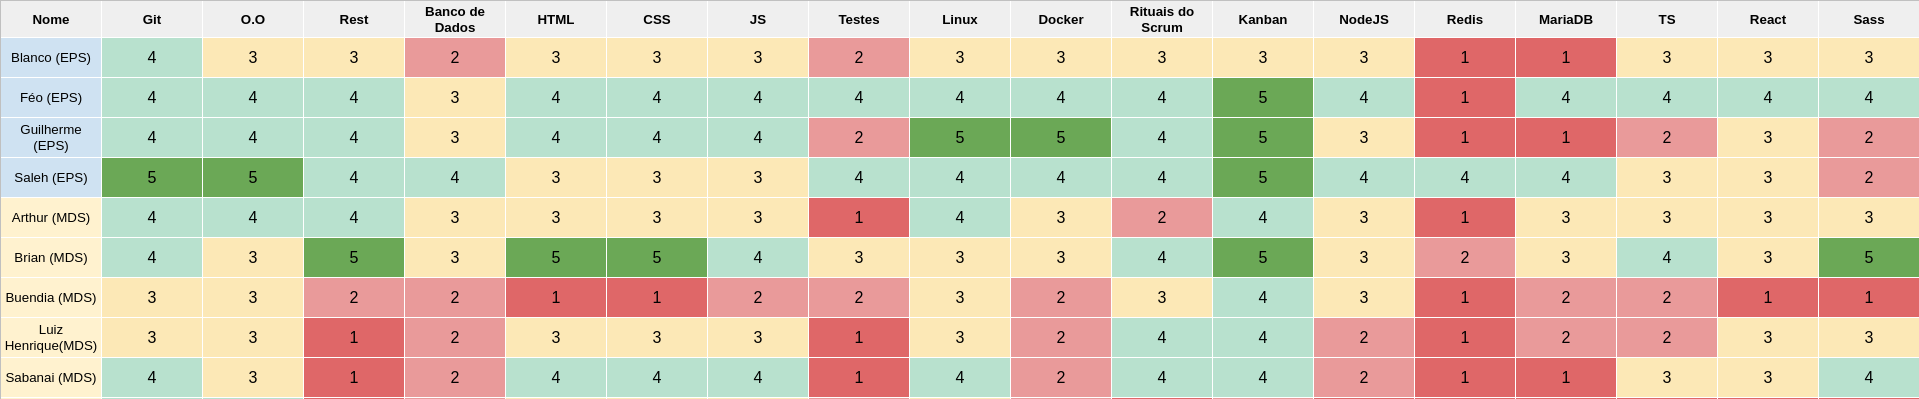 Nome Git O.O Rest Banco de Dados HTML CSS JS Testes Linux Docker Rituais do Scrum Kanban NodeJS Redis MariaDB TS React Sass
Blanco (EPS) 4 3 3 2 3 3 3 2 3 3 3 3 3 1 1 3 3 3
Féo (EPS) 4 4 4 3 4 4 4 4 4 4 4 5 4 1 4 4 4 4
Guilherme (EPS) 4 4 4 3 4 4 4 2 5 5 4 5 3 1 1 2 3 2
Saleh (EPS) 5 5 4 4 3 3 3 4 4 4 4 5 4 4 4 3 3 2
Arthur (MDS) 4 4 4 3 3 3 3 1 4 3 2 4 3 1 3 3 3 3
Brian (MDS) 4 3 5 3 5 5 4 3 3 3 4 5 3 2 3 4 3 5
Buendia (MDS) 3 3 2 2 1 1 2 2 3 2 3 4 3 1 2 2 1 1
Luiz Henrique(MDS) 3 3 1 2 3 3 3 1 3 2 4 4 2 1 2 2 3 3
Sabanai (MDS) 4 3 1 2 4 4 4 1 4 2 4 4 2 1 1 3 3 4